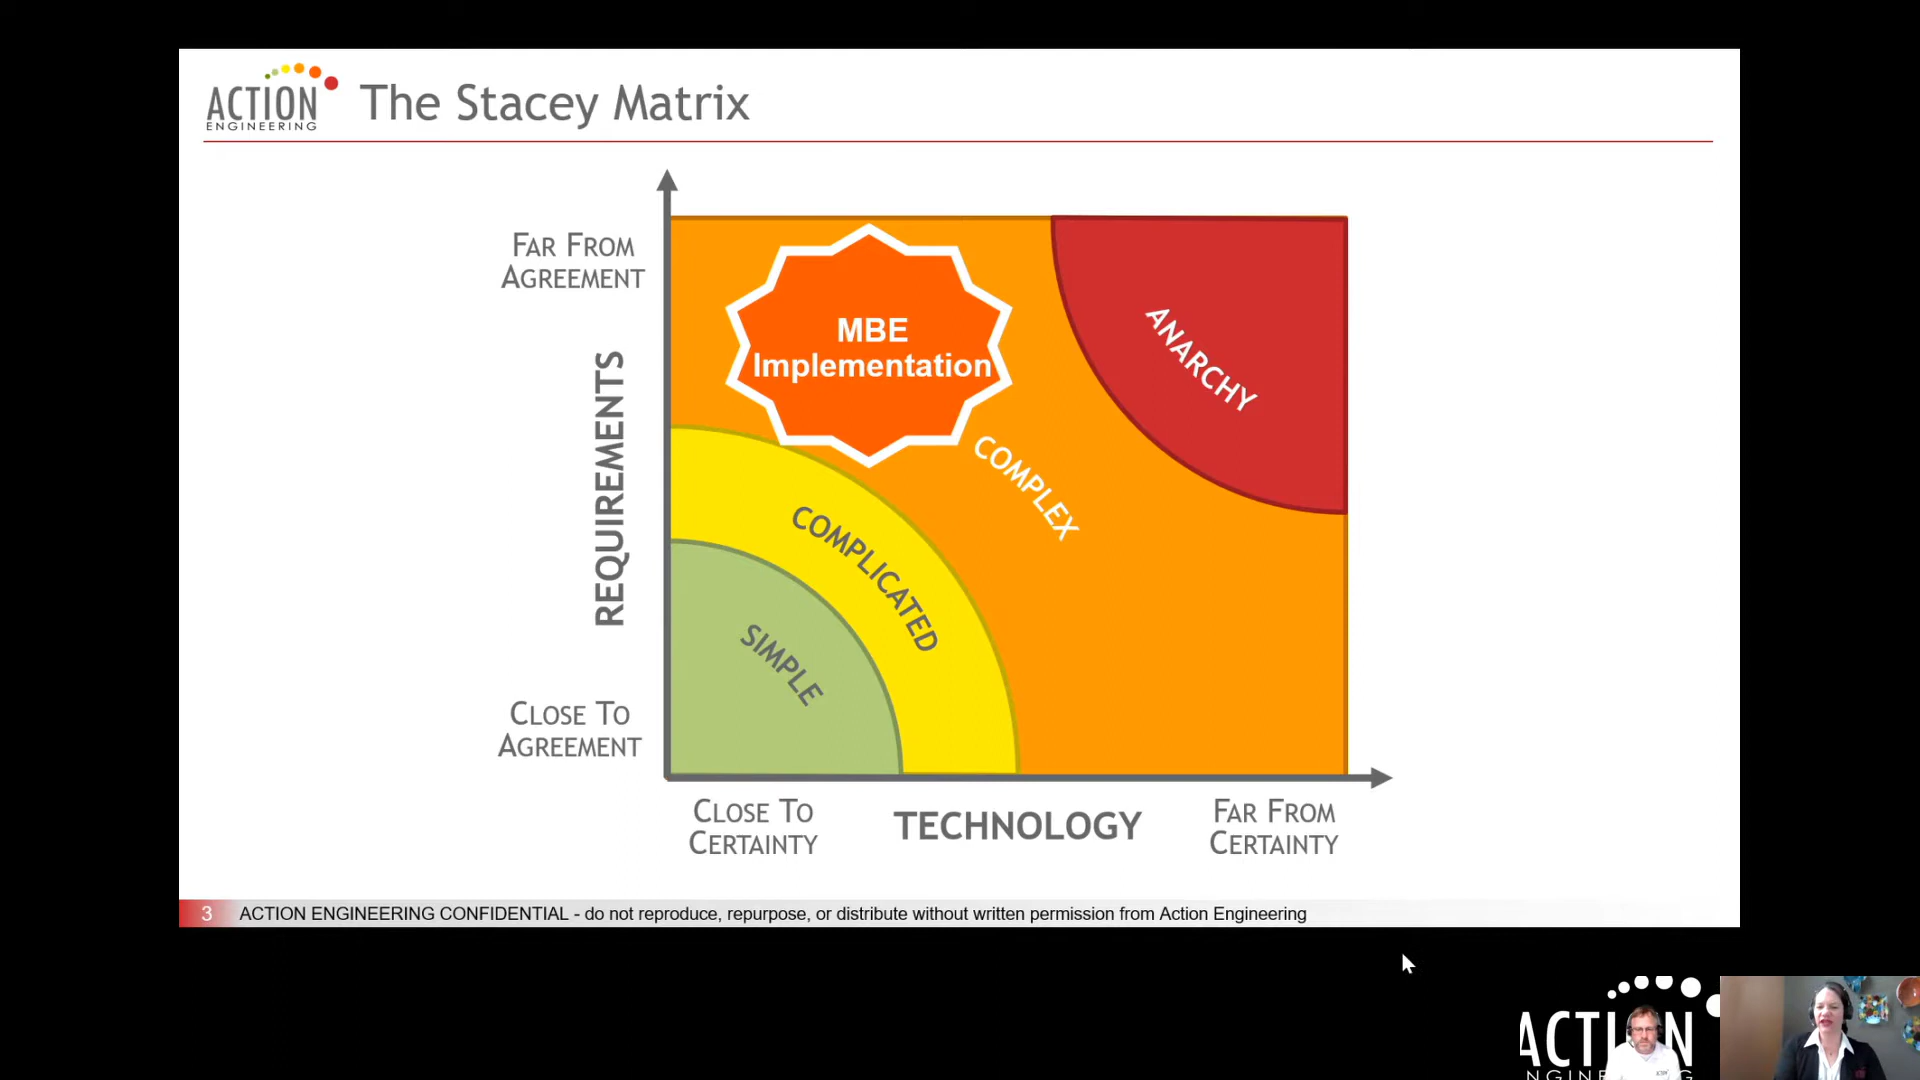 ACTION
ENGINEERING
The Stacey Matrix
FAR FROM
AGREEMENT
MBE
Implementation
ANARCHY
COMPLEX
REQUIREMENTS
COMPLICATED
SIMPLE
CLOSE TO
AGREEMENT
CLOSE TO
CERTAINTY
TECHNOLOGY
FAR FROM
CERTAINTY
3 ACTION ENGINEERING CONFIDENTIAL - do not reproduce, repurpose, or distribute without written permission from Action Engineering